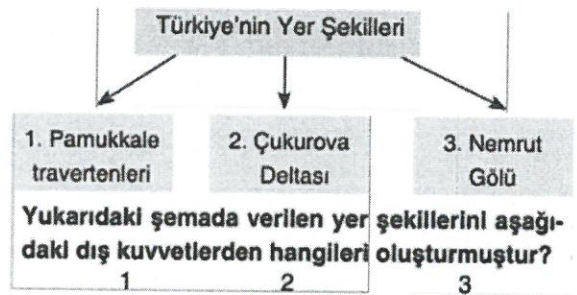 Türkiye'nin Yer Şekilleri
1. Pamukkale
travertenleri
2. Çukurova
Deltası
3. Nemrut
Gölü
Yukarıdaki şemada verilen yer şekillerini aşağı-
daki dış kuvvetlerden hangileri oluşturmuştur?
1 2 3